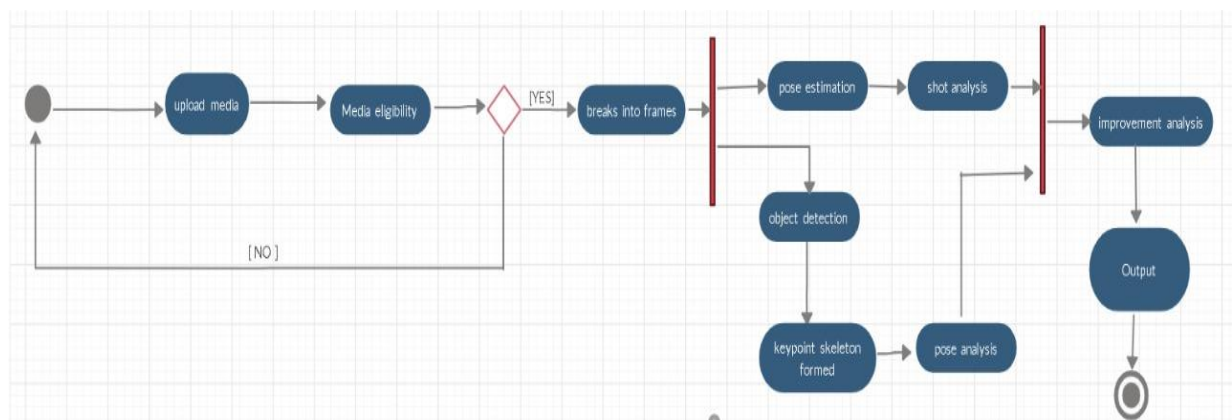 upload media
Media eligibility
[YES]
breaks into frames
pose estimation
shot analysis
improvement analysis
object detection
[ NO ]
Output
keypoint skeleton
formed
pose analysis